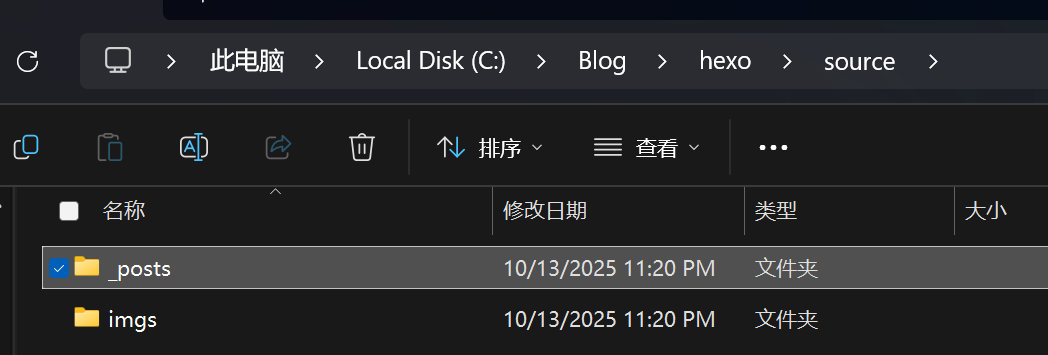 此电脑 > Local Disk (C:) > Blog > hexo > source >
排序 查看
名称 修改日期 类型 大小
_posts 10/13/2025 11:20 PM 文件夹
imgs 10/13/2025 11:20 PM 文件夹